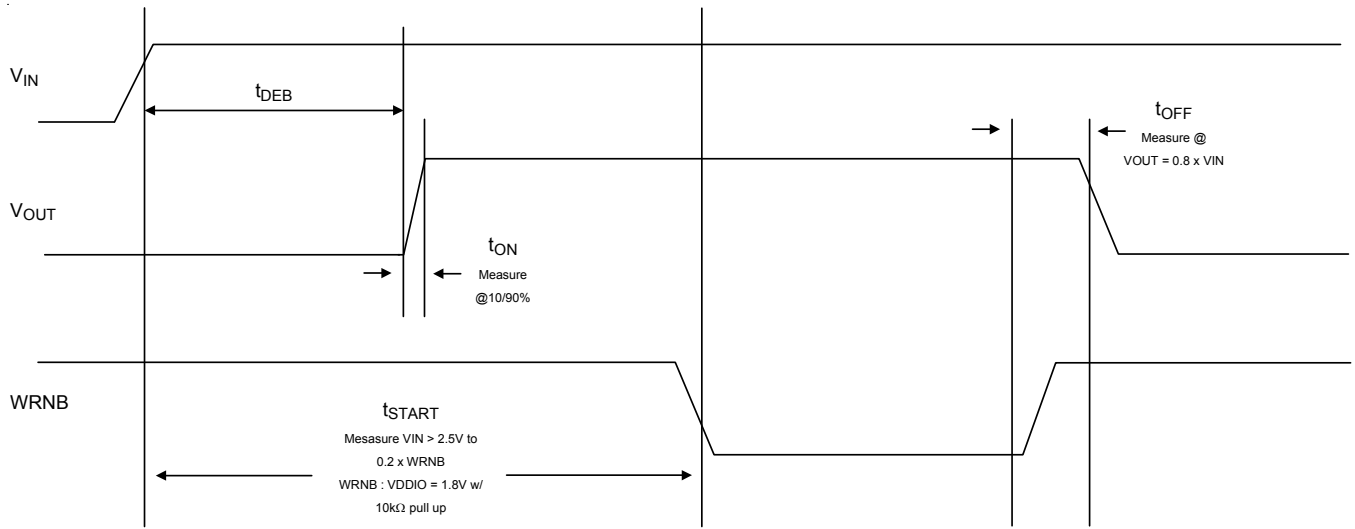 VIN
tDEB
tOFF
Measure @
VOUT = 0.8 x VIN
VOUT
tON
Measure
@10/90%
WRNB
tSTART
Mesasure VIN > 2.5V to
0.2 x WRNB
WRNB : VDDIO = 1.8V w/
10kΩ pull up